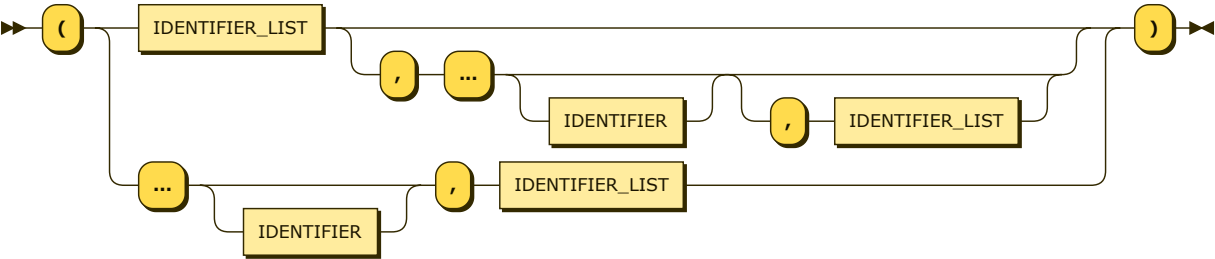 ( IDENTIFIER_LIST )
, ...
IDENTIFIER , IDENTIFIER_LIST
... , IDENTIFIER_LIST
IDENTIFIER